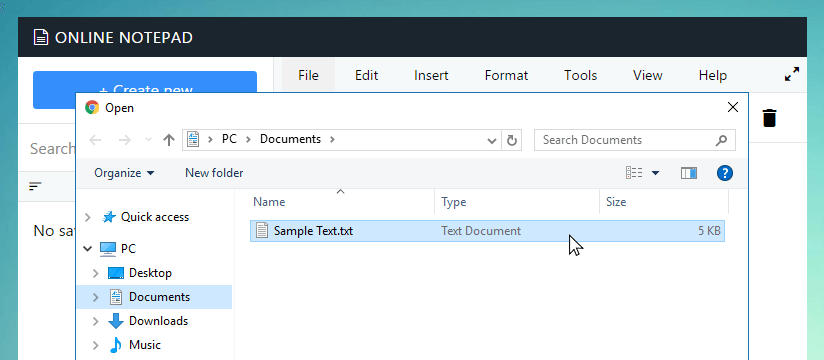 ONLINE NOTEPAD
+ Create new
File Edit Insert Format Tools View Help
Open
PC Documents
Search Documents
Search
Organize New folder
?
Name Type Size
Quick access
Sample Text.txt Text Document 5 KB
No sa
PC
Desktop
Documents
Downloads
Music